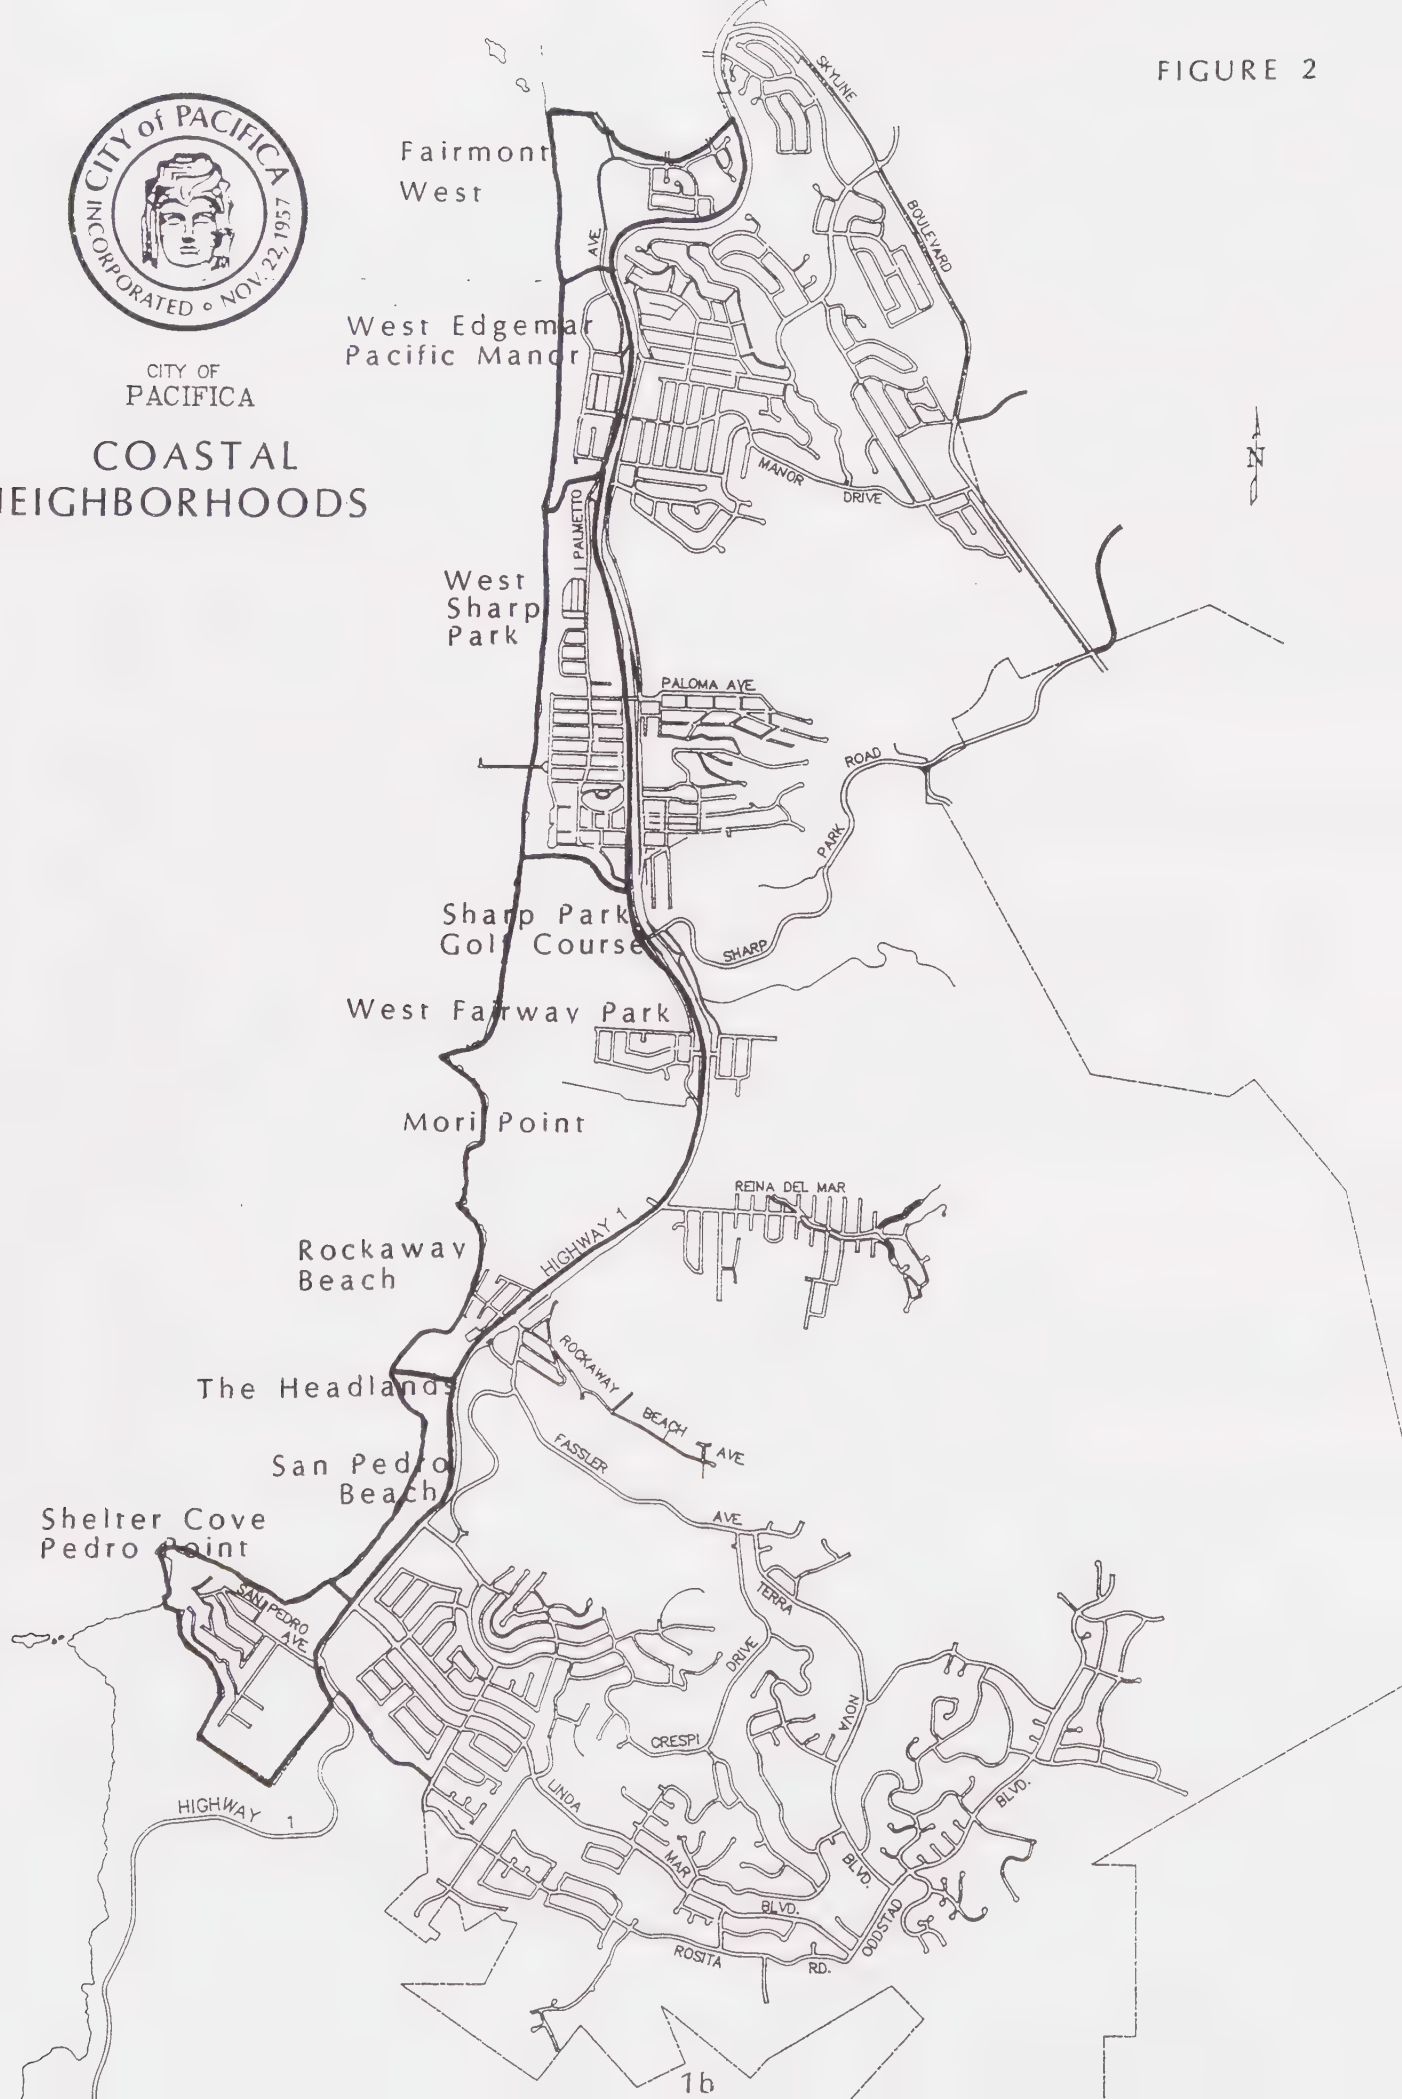 FIGURE 2
CITY of PACIFICA
INCORPORATED • NOV. 22, 1957
CITY OF
PACIFICA
COASTAL
EIGHBORHOODS
N
Fairmont
West
West Edgemar
Pacific Manor
West
Sharp
Park
Sharp Park
Golf Course
West Fairway Park
Mori Point
Rockaway
Beach
The Headlands
San Pedro
Beach
Shelter Cove
Pedro Point
SKYLINE
BOULEVARD
AVE.
MANOR
DRIVE
PALMETTO
PALOMA AVE
ROAD
PARK
SHARP
REINA DEL MAR
HIGHWAY 1
ROCKAWAY
BEACH
AVE
FASSLER
AVE.
TERRA
NOVA
BLVD.
DRIVE
CRESPI
SAN PEDRO
AVE.
HIGHWAY 1
LINDA
MAR
BLVD.
BLVD.
ODDSTAD
ROSITA
RD.
1b